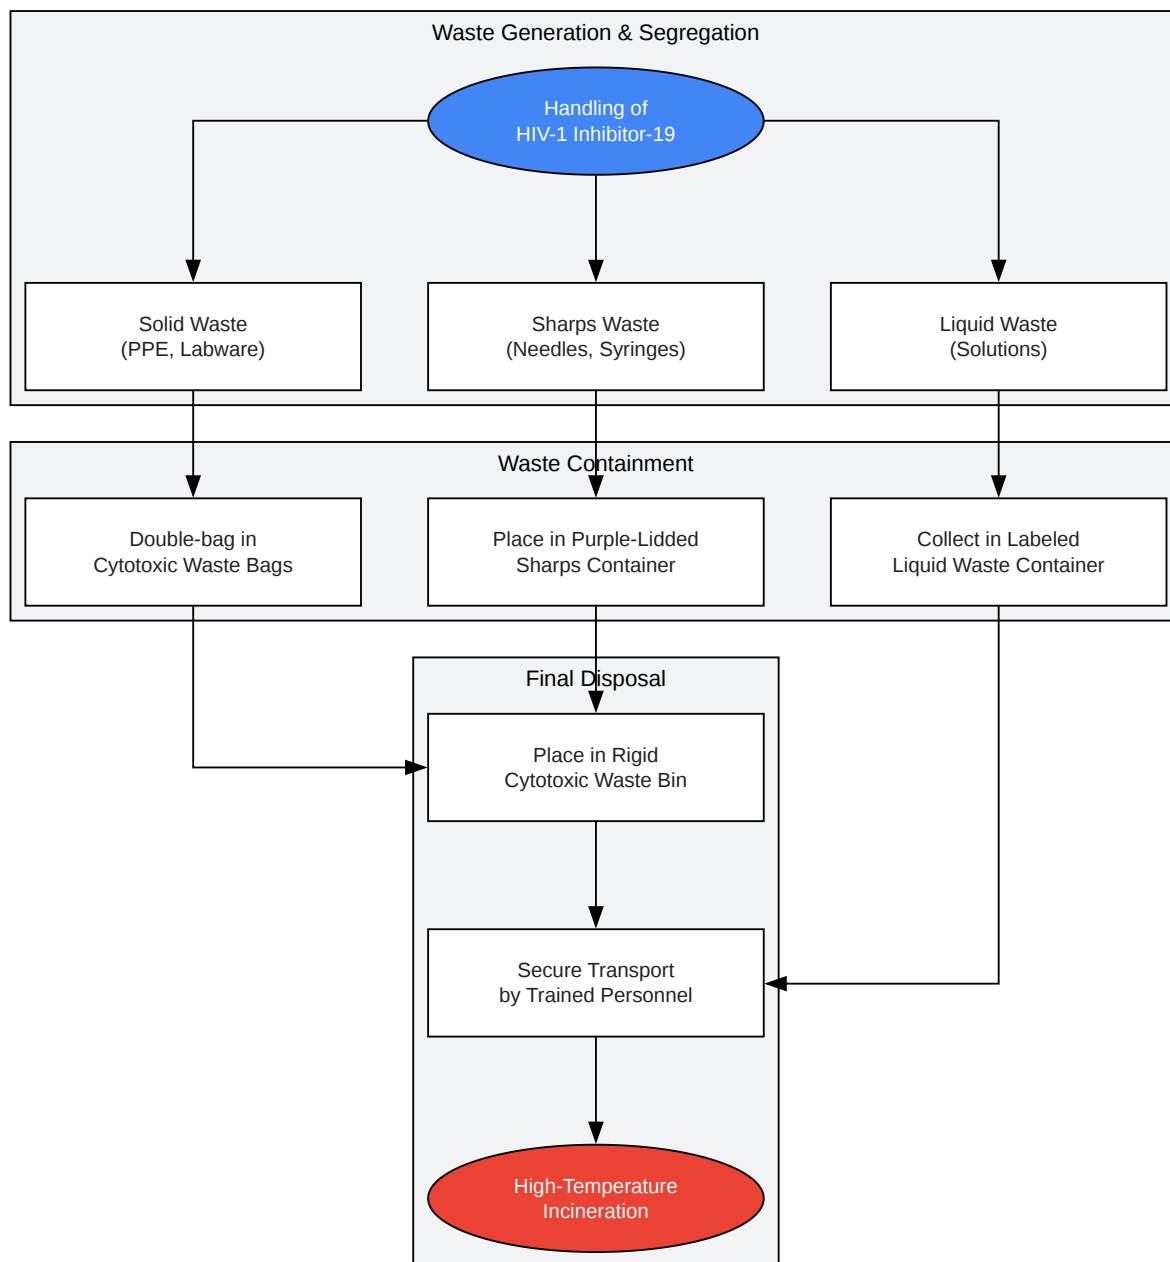 Waste Generation & Segregation
Handling of
HIV-1 Inhibitor-19
Solid Waste
(PPE, Labware)
Sharps Waste
(Needles, Syringes)
Liquid Waste
(Solutions)
Waste Containment
Double-bag in
Cytotoxic Waste Bags
Place in Purple-Lidded
Sharps Container
Collect in Labeled
Liquid Waste Container
Final Disposal
Place in Rigid
Cytotoxic Waste Bin
Secure Transport
by Trained Personnel
High-Temperature
Incineration